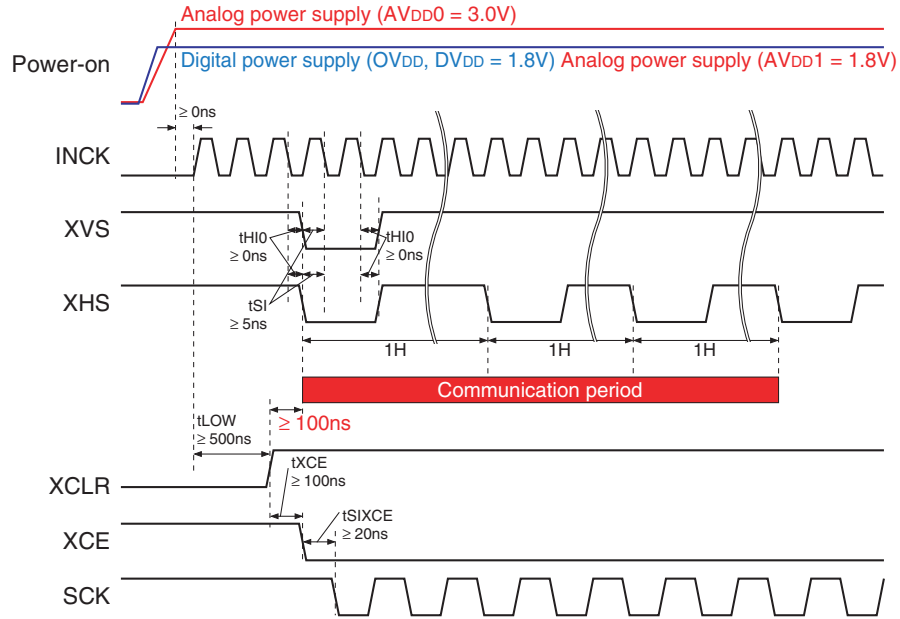 Analog power supply (AVDD0 = 3.0V)
Power-on
Digital power supply (OVDD, DVDD = 1.8V) Analog power supply (AVDD1 = 1.8V)
≥ 0ns
INCK
XVS
tHI0
≥ 0ns
tHI0
≥ 0ns
XHS
tSI
≥ 5ns
1H
1H
1H
Communication period
tLOW
≥ 500ns
≥ 100ns
XCLR
tXCE
≥ 100ns
XCE
tSIXCE
≥ 20ns
SCK